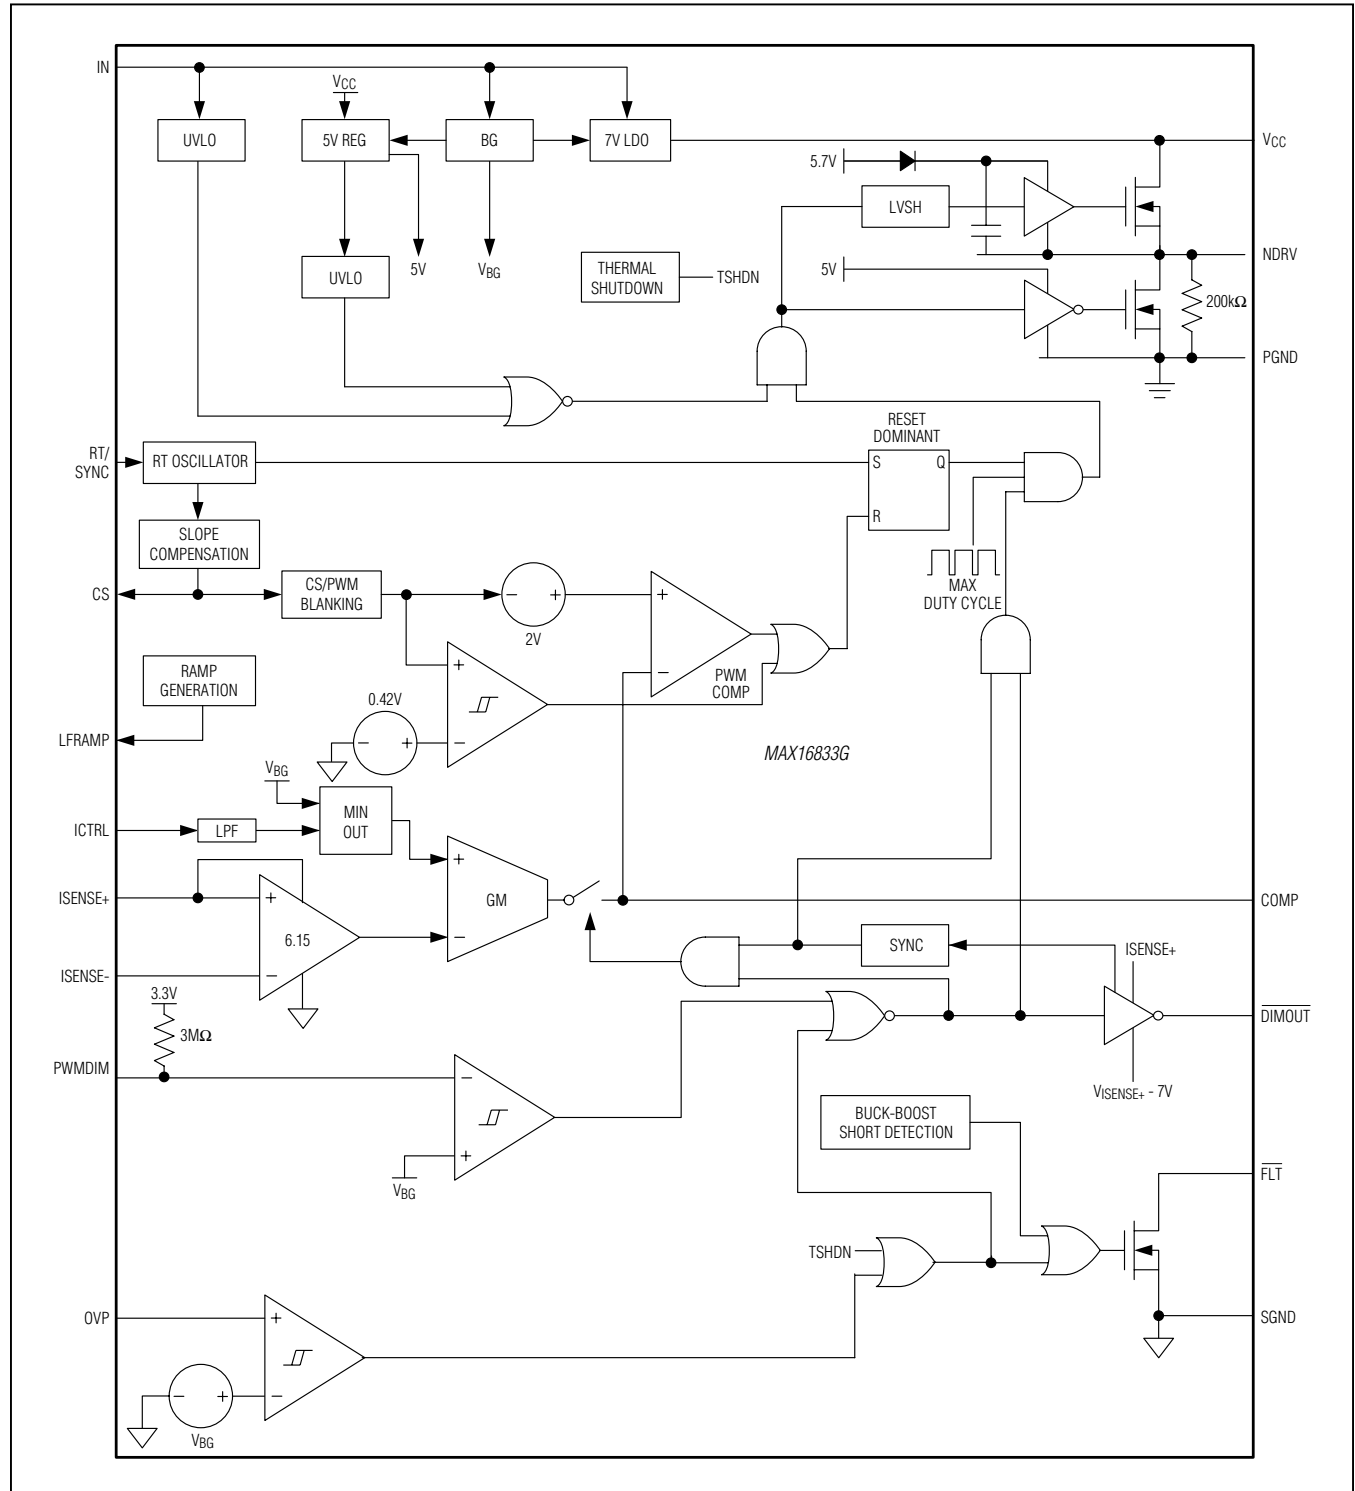 IN
VCC
UVLO
5V REG
BG
7V LDO
VCC
5.7V
LVSH
UVLO
5V
VBG
THERMAL
SHUTDOWN
TSHDN
5V
NDRV
200kΩ
PGND
RT/
SYNC
RT OSCILLATOR
RESET
DOMINANT
S
Q
R
SLOPE
COMPENSATION
CS
CS/PWM
BLANKING
-
+
2V
+
-
PWM
COMP
MAX
DUTY CYCLE
RAMP
GENERATION
LFRAMP
0.42V
-
+
+
-
MAX16833G
VBG
ICTRL
LPF
MIN
OUT
+
-
GM
ISENSE+
+
6.15
-
ISENSE-
COMP
SYNC
ISENSE+
DIMOUT
VISENSE+ - 7V
3.3V
3MΩ
PWMDIM
-
+
VBG
BUCK-BOOST
SHORT DETECTION
FLT
TSHDN
SGND
OVP
+
-
-
+
VBG